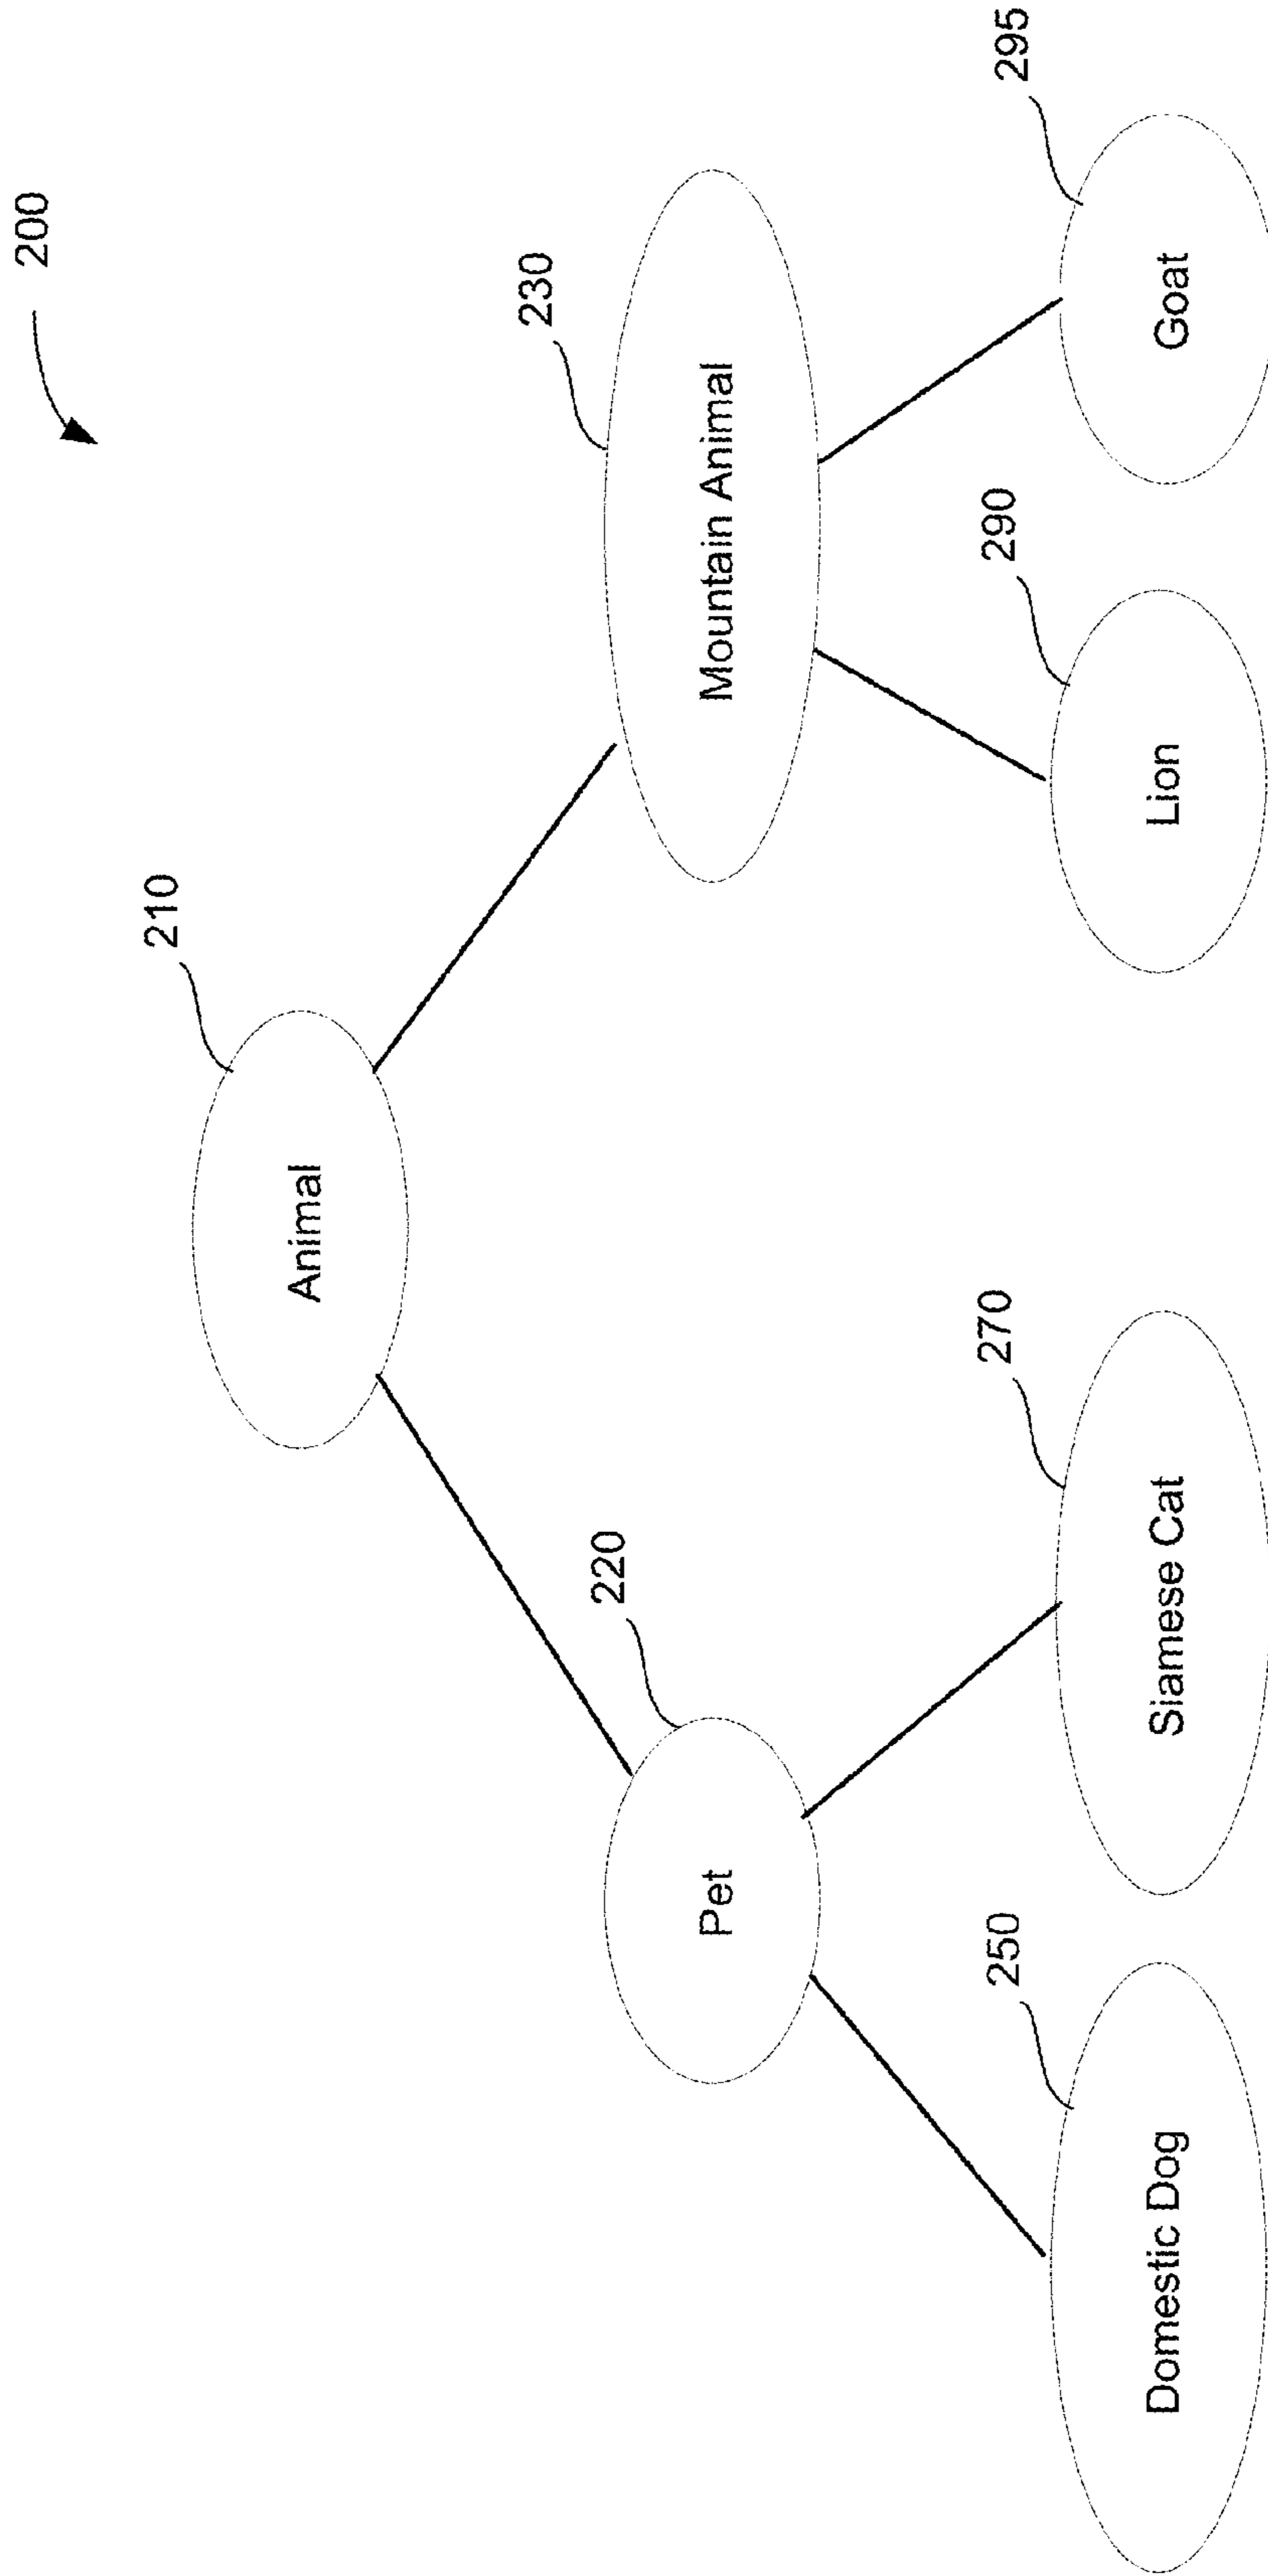 200
210
Animal
220
Pet
230
Mountain Animal
250
Domestic Dog
270
Siamese Cat
290
Lion
295
Goat